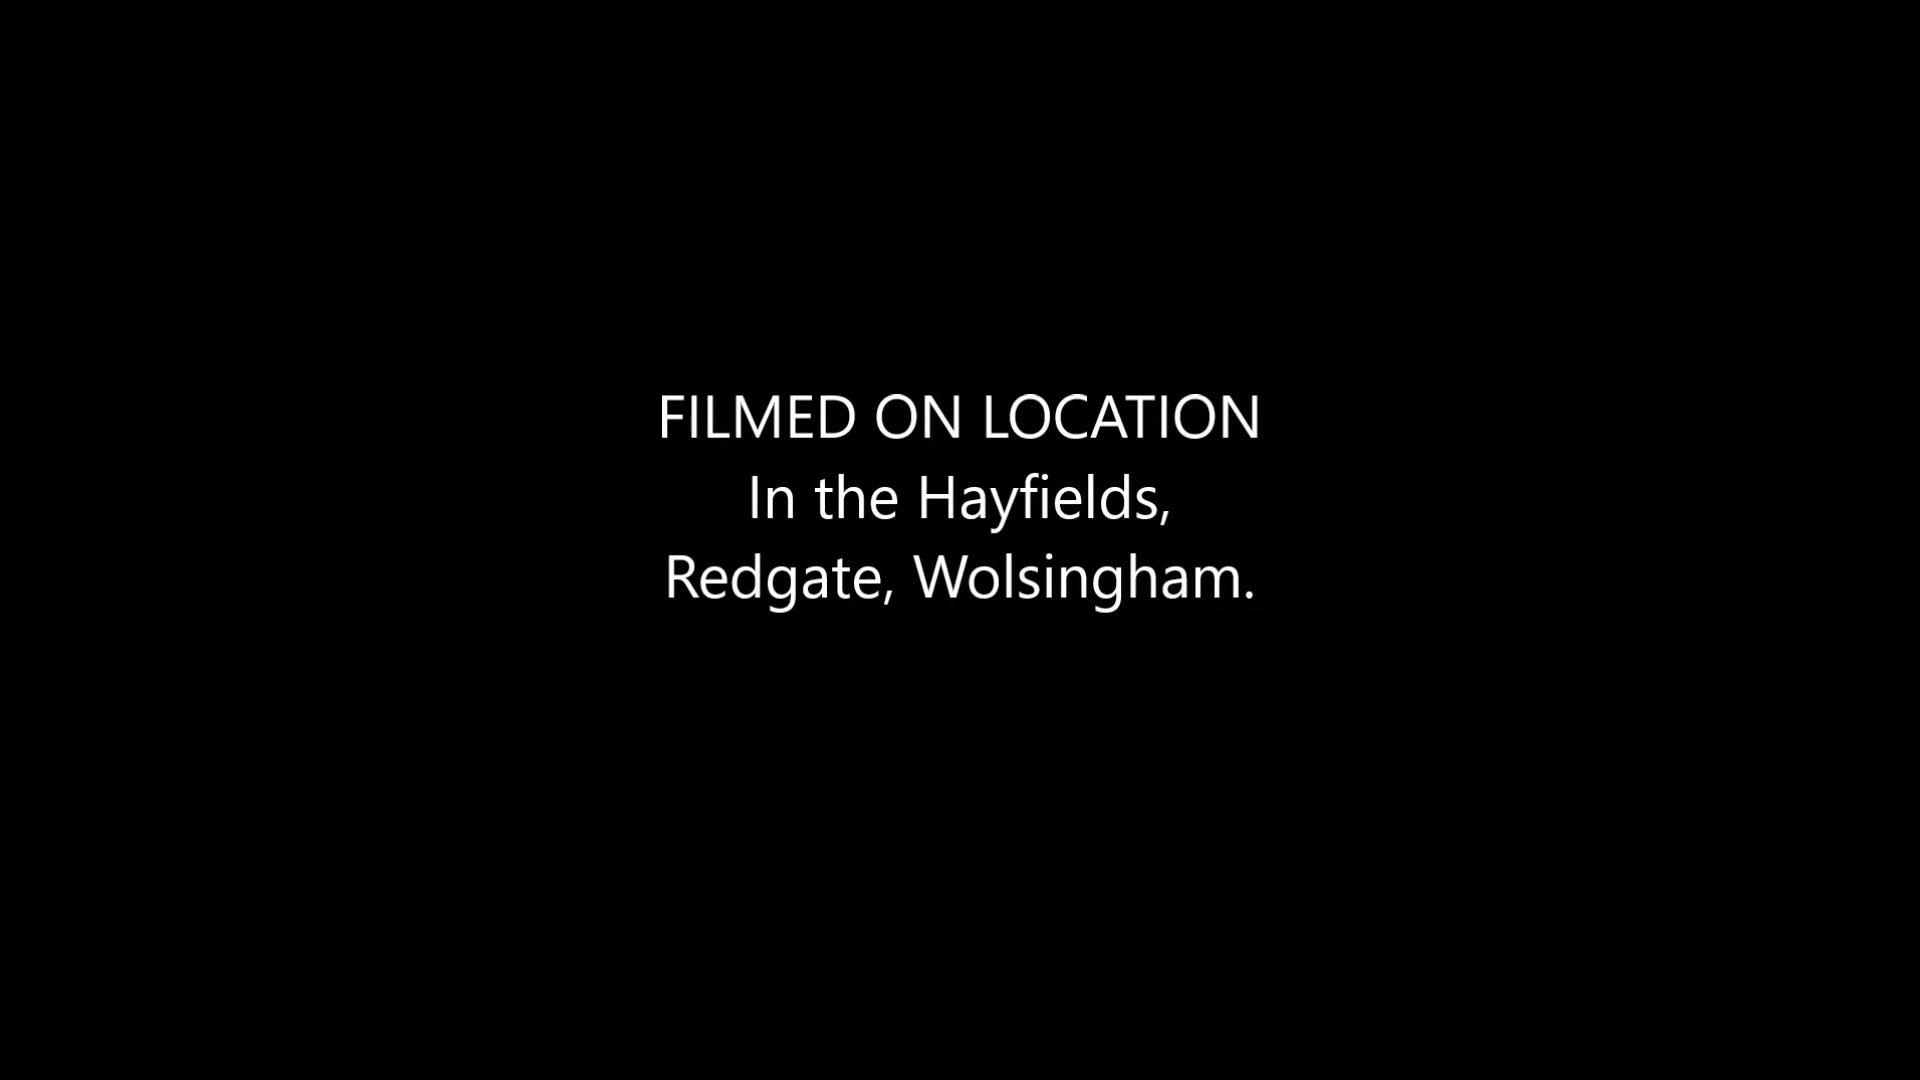 FILMED ON LOCATION
In the Hayfields,
Redgate, Wolsingham.